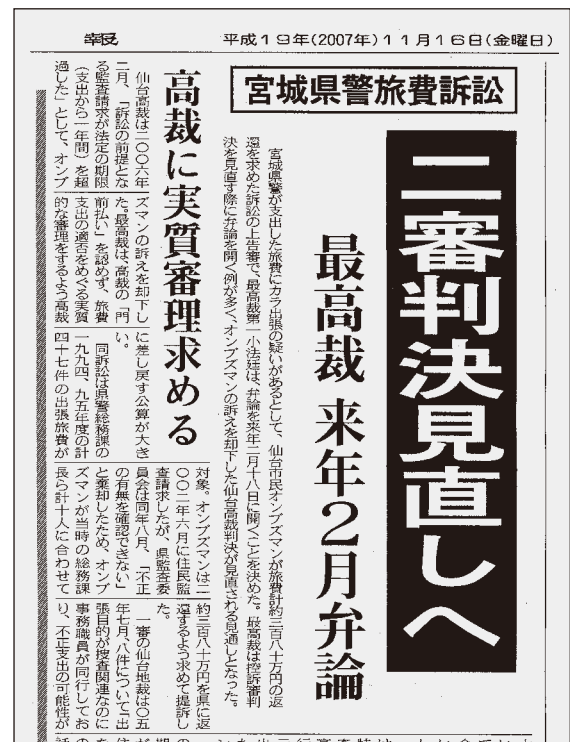 報
平成19年(2007年)11月16日(金曜日)
宮城県警旅費訴訟
二審判決見直しへ
最高裁 来年2月弁論
宮城県警が支出した旅費にカラ出張の疑いがあるとして、仙台市民オンブズマンが旅費計約三百八十万円の返
還を求めた訴訟の上告審で、最高裁第一小法廷は、弁論を来年二月十八日に開くことを決めた。最高裁は控訴審判
決を見直す際に弁論を開く例が多く、オンブズマンの訴えを却下した仙台高裁判決が見直される見通しとなった。
高裁に実質審理求める
仙台高裁は二〇〇六年
二月、「訴訟の前提とな
る監査請求が法定の期限
(支出から一年間)を超
過した」として、オンブ
ズマンの訴えを却下し
た。最高裁は、高裁の「門
前払い」を認めず、旅費
支出の適否をめぐる実質
的な審理をするよう高裁
に差し戻す公算が大き
い。
同訴訟は県警総務課の
一九九四、九五年度の計
四十七件の出張旅費が
対象。オンブズマンは二
〇〇二年六月に住民監
査請求したが、県監査委
員会は同年八月、「不正
の有無を確認できない」
と棄却したため、オンブ
ズマンが当時の総務課
長ら計十人に合わせて
約三百八十万円を県に返
還するよう求めて提訴し
た。
一審の仙台地裁は〇五
年七月、八件について「出
張目的が捜査関連なのに
事務職員が同行してお
り、不正支出の可能性が